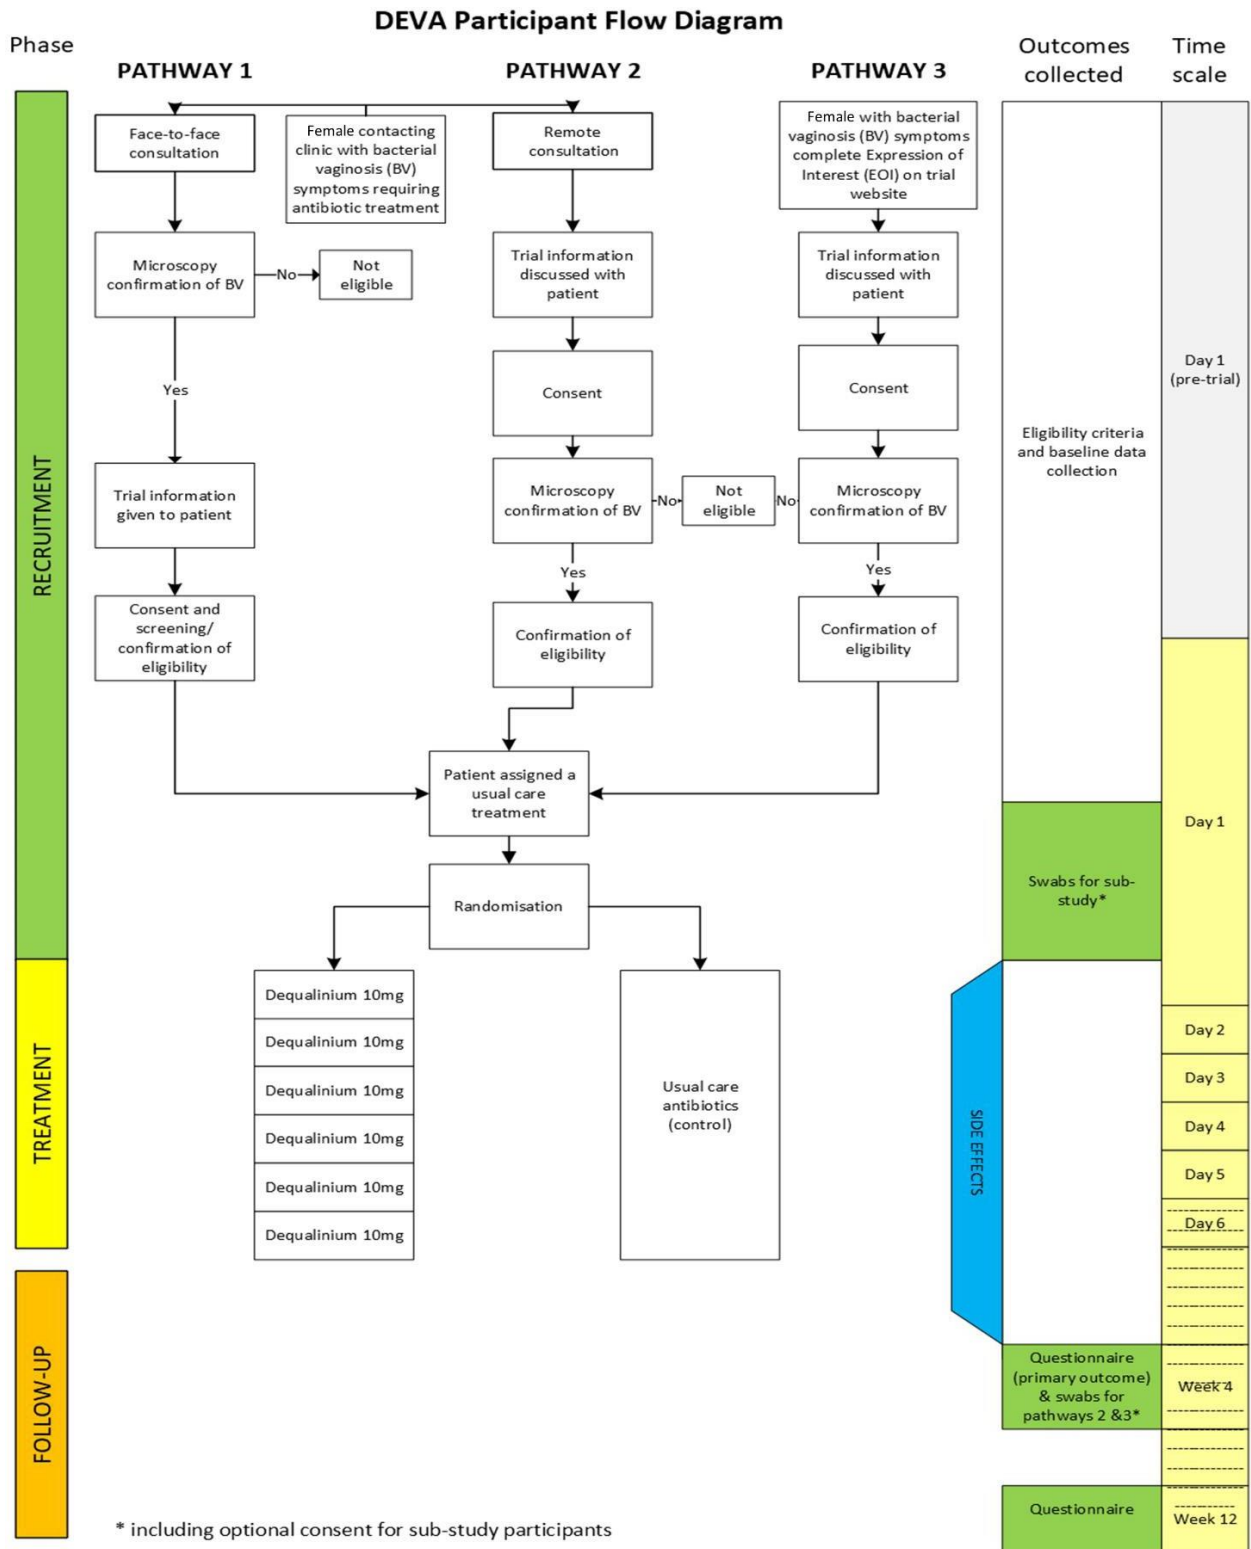 DEVA Participant Flow Diagram
Phase
PATHWAY 1
PATHWAY 2
PATHWAY 3
Outcomes
collected
Time
scale
RECRUITMENT
Face-to-face
consultation
Female contacting
clinic with bacterial
vaginosis (BV)
symptoms requiring
antibiotic treatment
Remote
consultation
Female with bacterial
vaginosis (BV) symptoms
complete Expression of
Interest (EOI) on trial
website
Microscopy
confirmation of BV
No
Not
eligible
Trial information
discussed with
patient
Trial information
discussed with
patient
Yes
Consent
Consent
Day 1
(pre-trial)
Eligibility criteria
and baseline data
collection
Trial information
given to patient
Microscopy
confirmation of BV
No
Not
eligible
No
Microscopy
confirmation of BV
Yes
Yes
Consent and
screening/
confirmation of
eligibility
Confirmation of
eligibility
Confirmation of
eligibility
Patient assigned a
usual care
treatment
Day 1
Randomisation
Swabs for sub-
study*
TREATMENT
Dequalinium 10mg
Dequalinium 10mg
Dequalinium 10mg
Dequalinium 10mg
Dequalinium 10mg
Dequalinium 10mg
Usual care
antibiotics
(control)
SIDE EFFECTS
Day 2
Day 3
Day 4
Day 5
Day 6
FOLLOW-UP
Questionnaire
(primary outcome)
& swabs for
pathways 2 &3*
Week 4
Questionnaire
Week 12
* including optional consent for sub-study participants